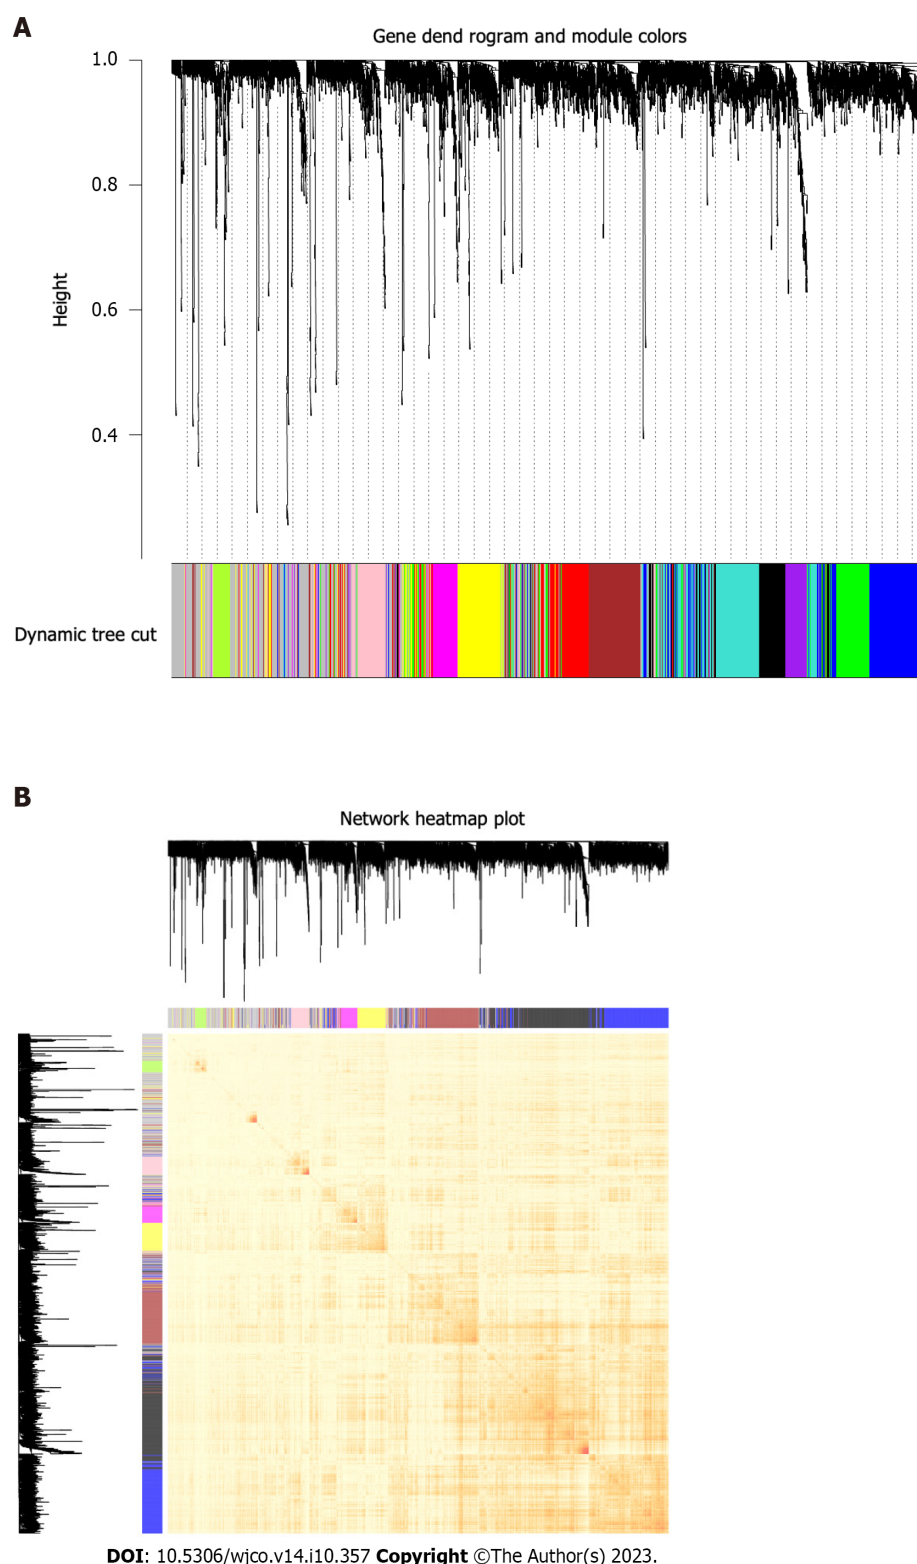 A
Gene dend rogram and module colors
1.0
0.8
0.6
0.4
Height
Dynamic tree cut
B
Network heatmap plot
DOI: 10.5306/wjco.v14.i10.357 Copyright ©The Author(s) 2023.